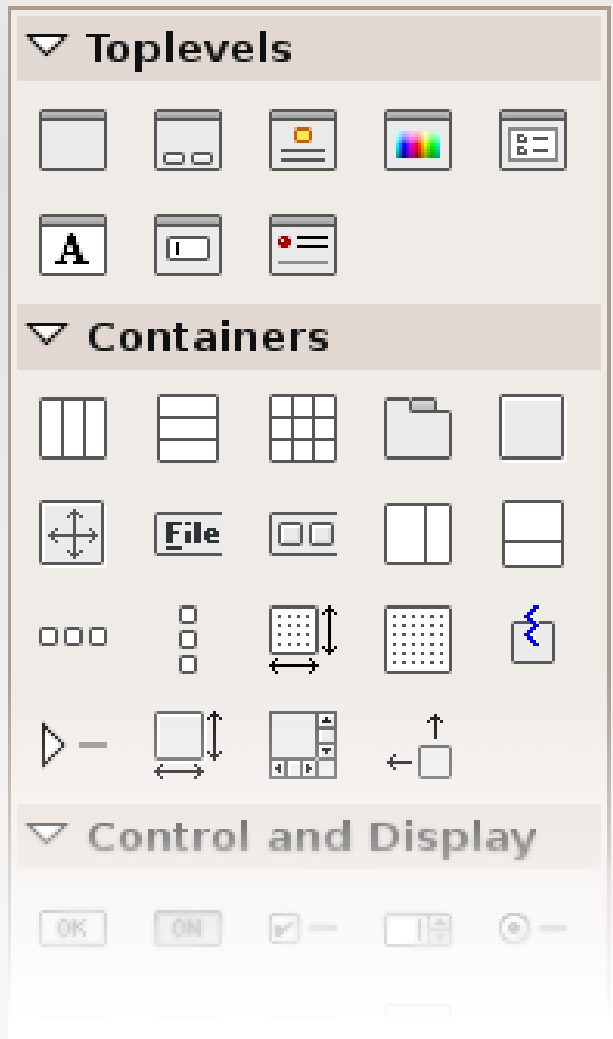 Toplevels
A
Containers
File
Control and Display
OK ON